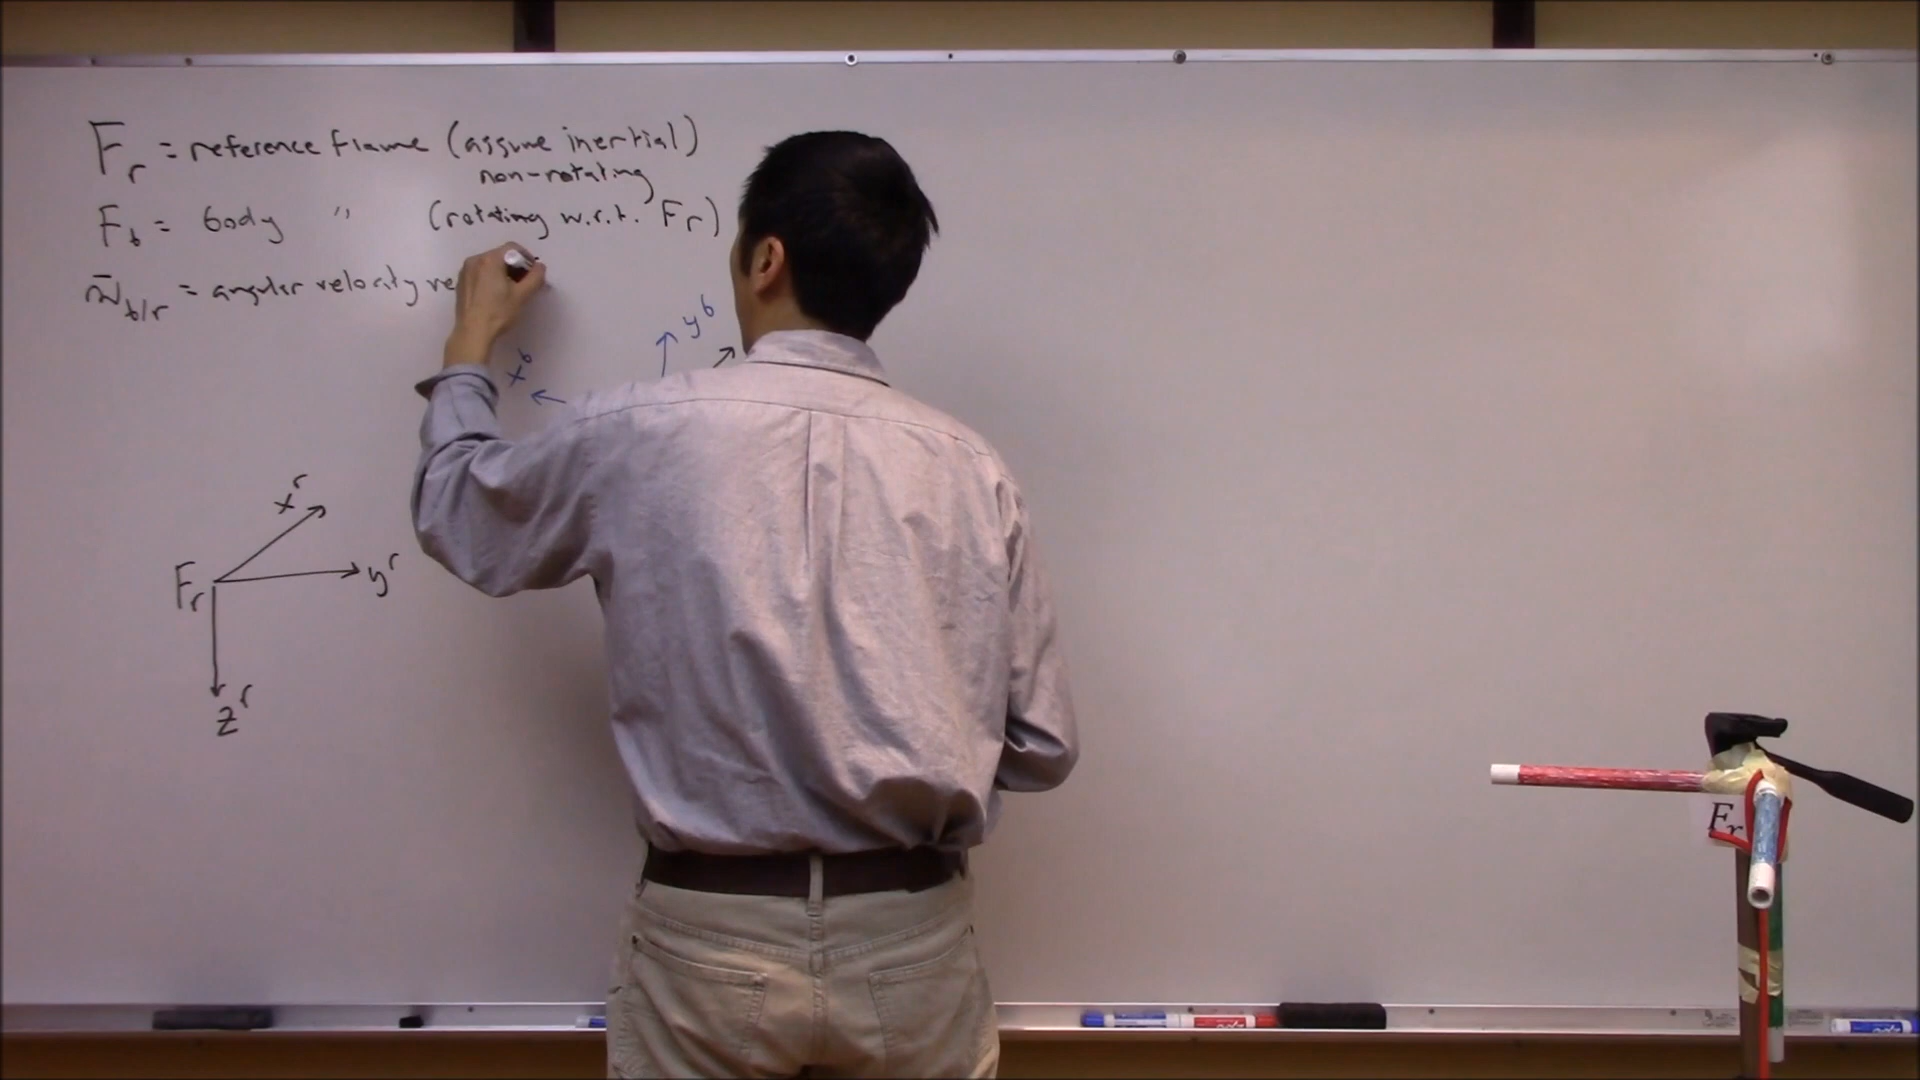 F_r = reference frame (assume inertial)
non-rotating
F_b = body " (rotating w.r.t. F_r)
ω̄_b/r = angular velocity ve
y^b
x^b
x^r
F_r
y^r
z^r
F_r